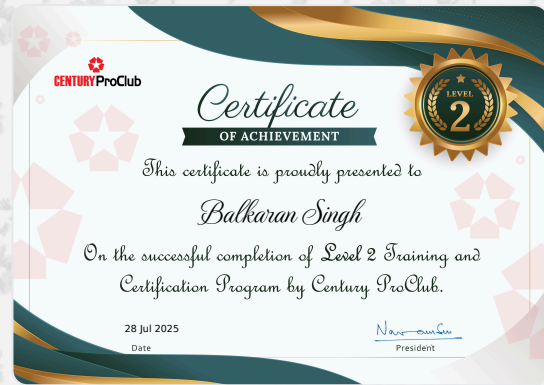 CENTURY ProClub
LEVEL
2
Certificate
OF ACHIEVEMENT
This certificate is proudly presented to
Balkaran Singh
On the successful completion of Level 2 Training and
Certification Program by Century ProClub.
28 Jul 2025
Date
President